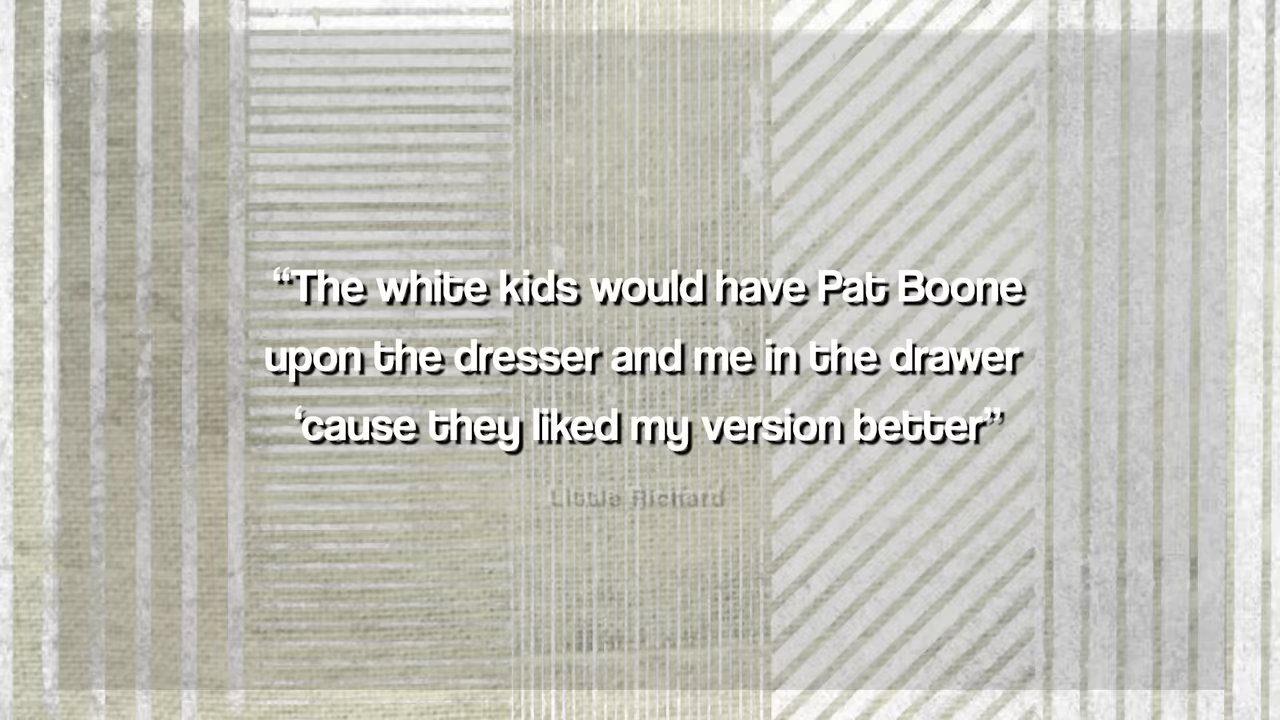 “The white kids would have Pat Boone
upon the dresser and me in the drawer
‘cause they liked my version better”
Little Richard